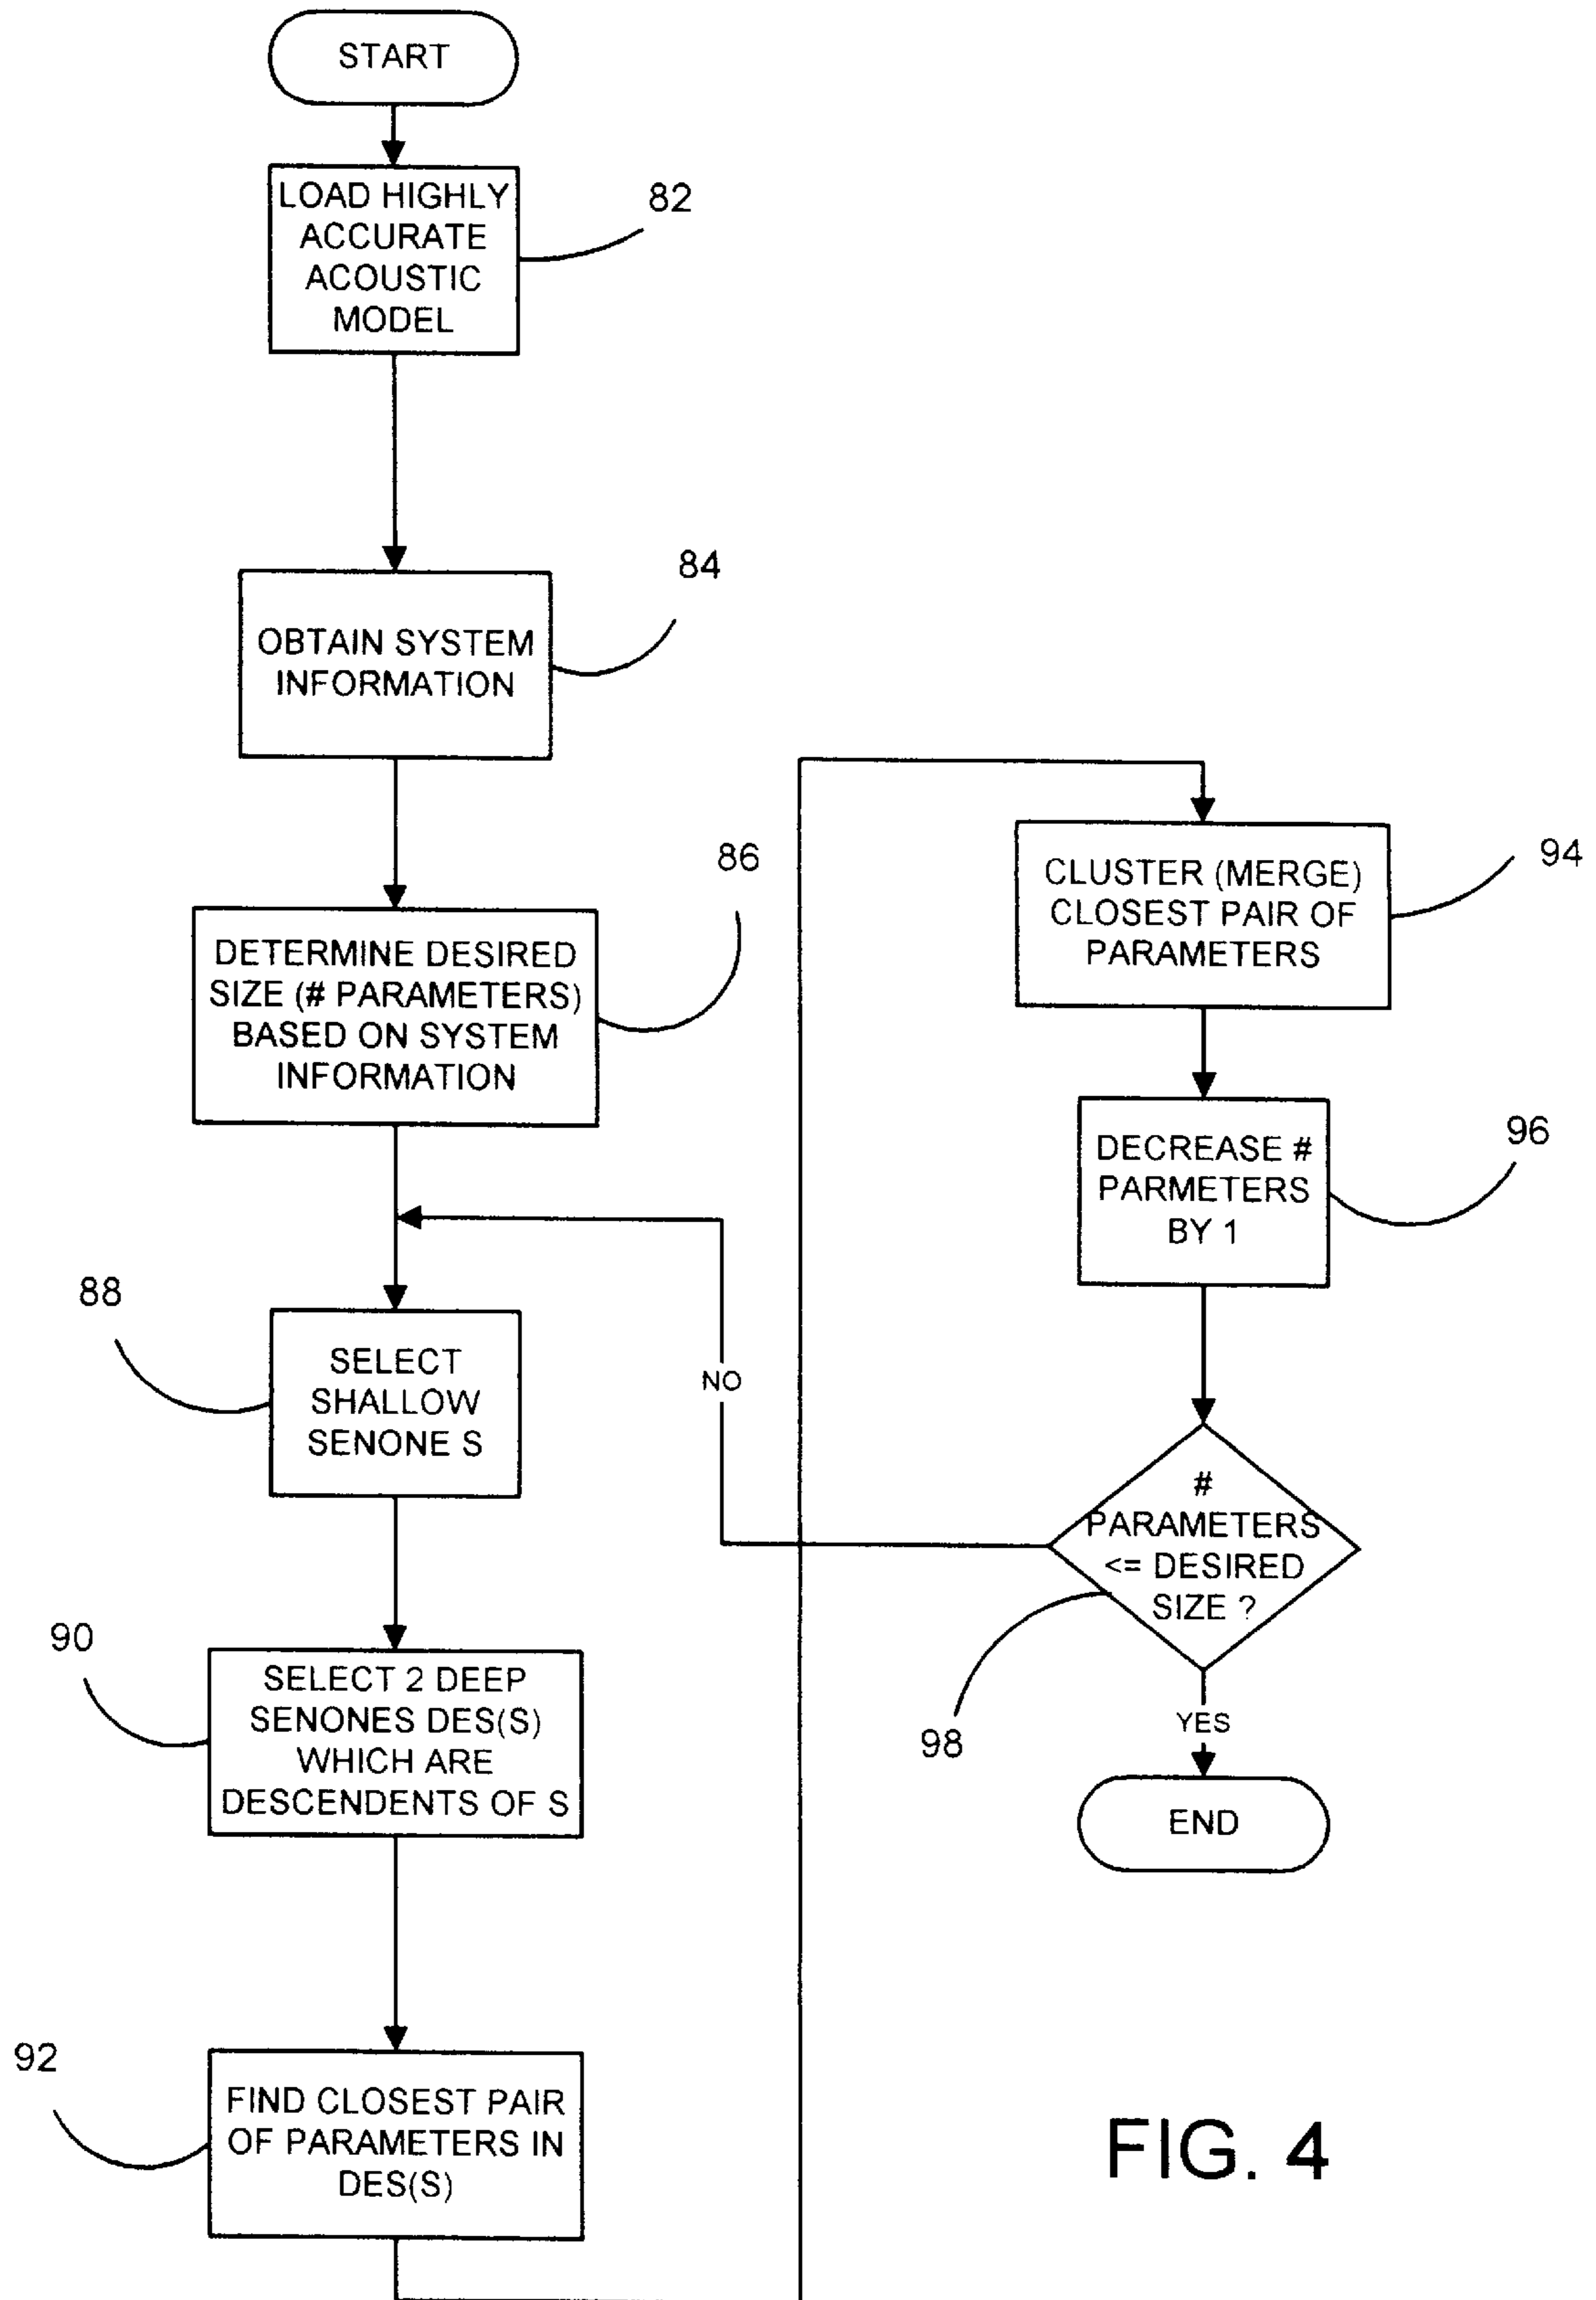 START
LOAD HIGHLY
ACCURATE
ACOUSTIC
MODEL
82
OBTAIN SYSTEM
INFORMATION
84
DETERMINE DESIRED
SIZE (# PARAMETERS)
BASED ON SYSTEM
INFORMATION
86
SELECT
SHALLOW
SENONE S
88
SELECT 2 DEEP
SENONES DES(S)
WHICH ARE
DESCENDENTS OF S
90
FIND CLOSEST PAIR
OF PARAMETERS IN
DES(S)
92
CLUSTER (MERGE)
CLOSEST PAIR OF
PARAMETERS
94
DECREASE #
PARMETERS
BY 1
96
#
PARAMETERS
<= DESIRED
SIZE ?
98
NO
YES
END
FIG. 4